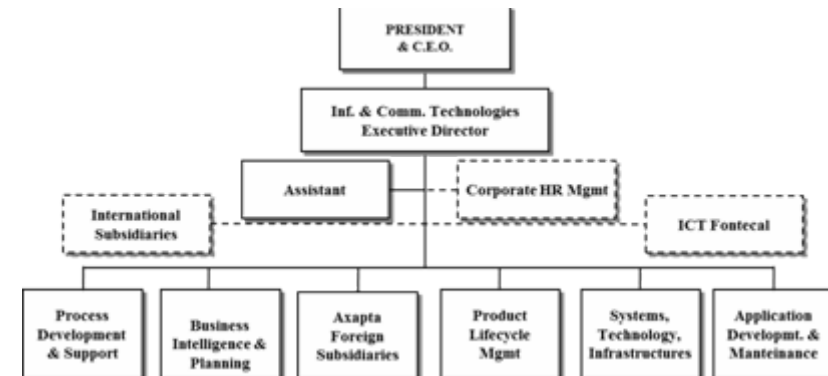 PRESIDENT
& C.E.O.
Inf. & Comm. Technologies
Executive Director
Assistant
Corporate HR Mgmt
International
Subsidiaries
ICT Fontecal
Process
Development
& Support
Business
Intelligence &
Planning
Axapta
Foreign
Subsidiaries
Product
Lifecycle
Mgmt
Systems,
Technology,
Infrastructures
Application
Developmt. &
Manteinance